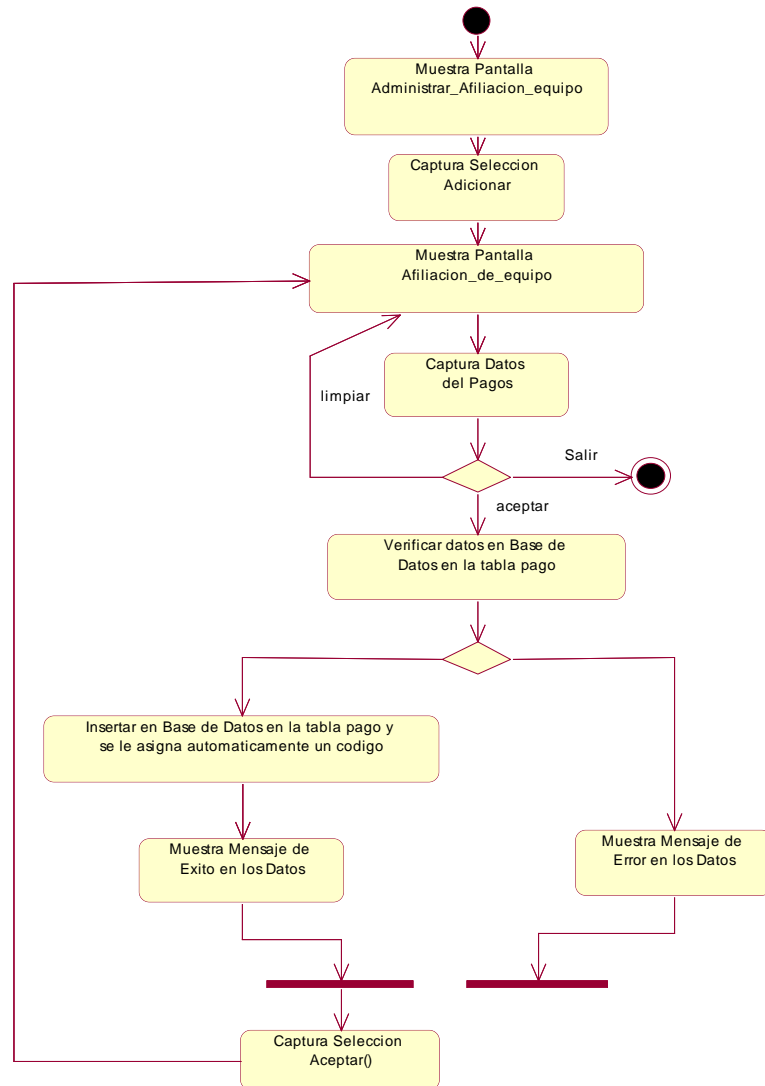 Muestra Pantalla
Administrar_Afiliacion_equipo
Captura Seleccion
Adicionar
Muestra Pantalla
Afiliacion_de_equipo
Captura Datos
del Pagos
limpiar
Salir
aceptar
Verificar datos en Base de
Datos en la tabla pago
Insertar en Base de Datos en la tabla pago y
se le asigna automaticamente un codigo
Muestra Mensaje de
Exito en los Datos
Muestra Mensaje de
Error en los Datos
Captura Seleccion
Aceptar()